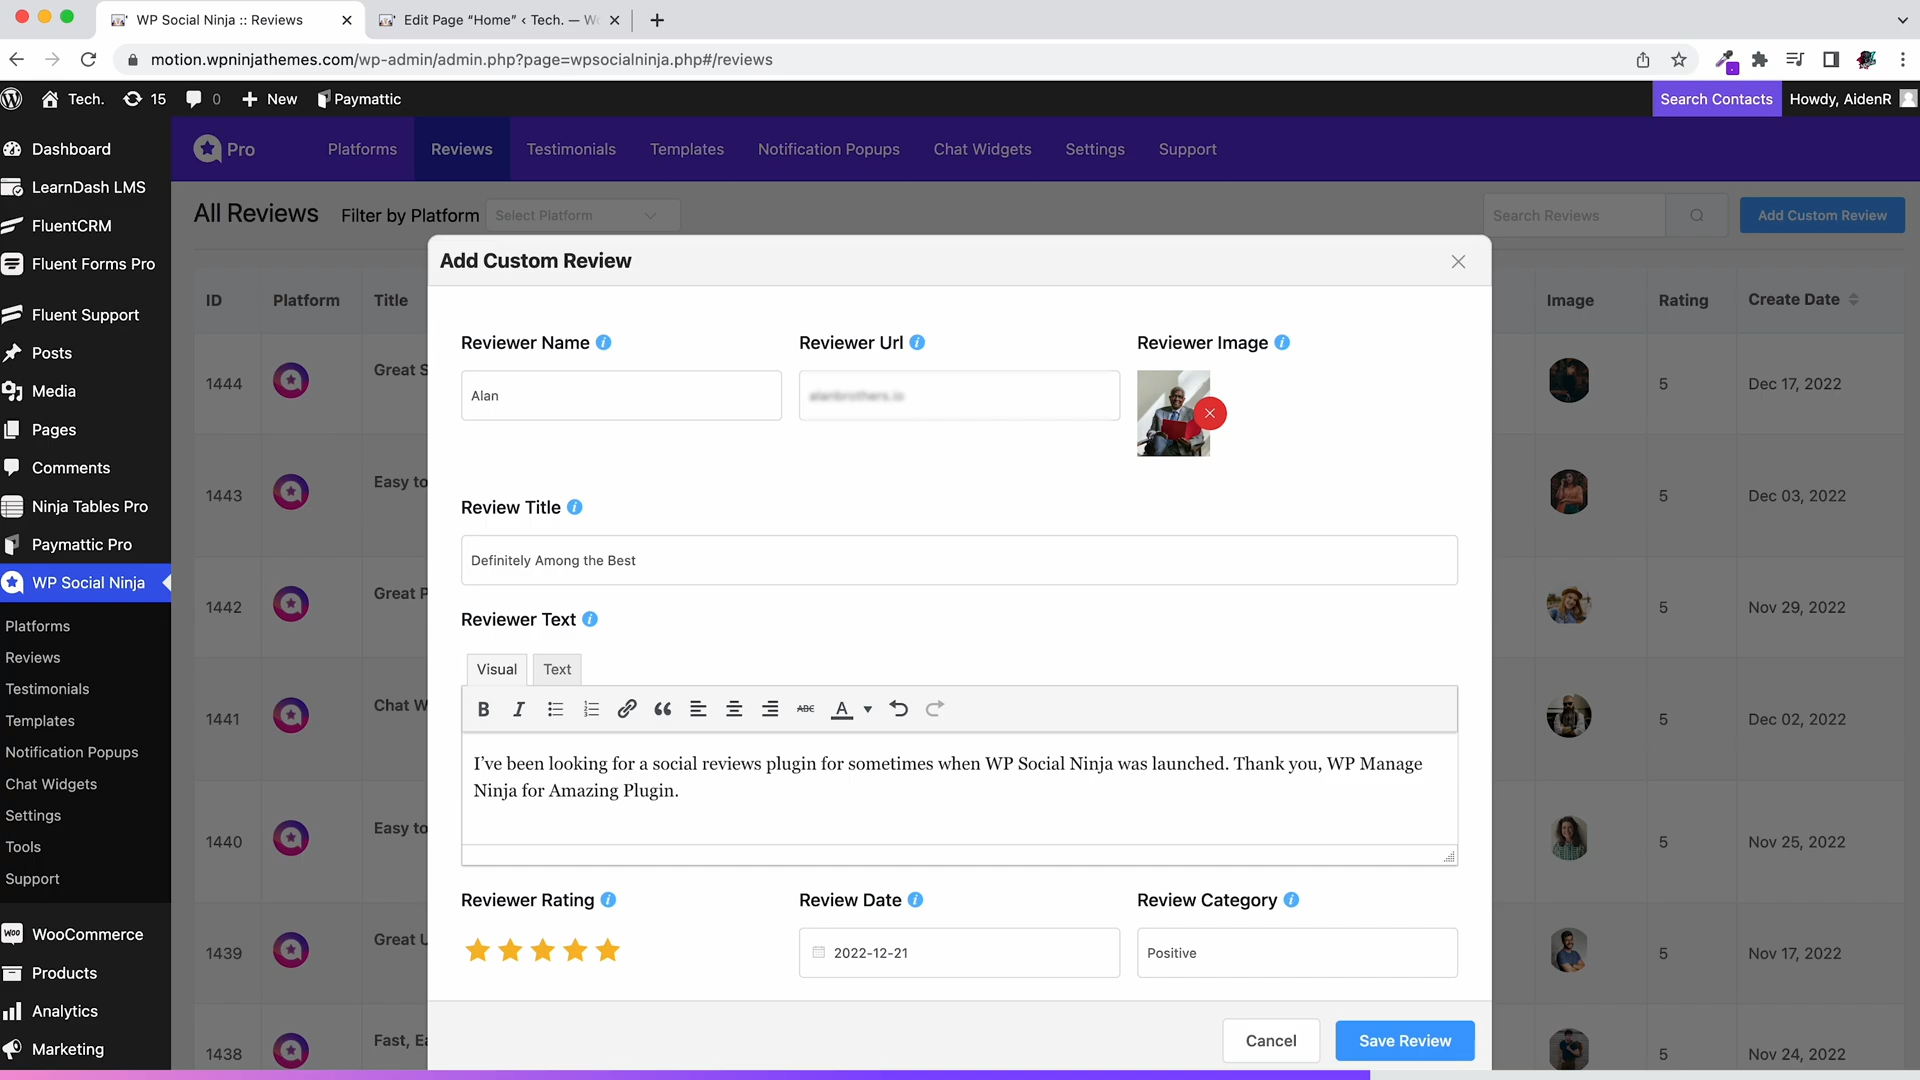 WP Social Ninja :: Reviews
Edit Page “Home” ‹ Tech. — W
motion.wpninjathemes.com/wp-admin/admin.php?page=wpsocialninja.php#/reviews
Tech. 15 0 New Paymattic Search Contacts Howdy, AidenR
Dashboard
LearnDash LMS
FluentCRM
Fluent Forms Pro
Fluent Support
Posts
Media
Pages
Comments
Ninja Tables Pro
Paymattic Pro
WP Social Ninja
Platforms
Reviews
Testimonials
Templates
Notification Popups
Chat Widgets
Settings
Tools
Support
WooCommerce
Products
Analytics
Marketing
Pro Platforms Reviews Testimonials Templates Notification Popups Chat Widgets Settings Support
All Reviews Filter by Platform Select Platform Search Reviews Add Custom Review
ID Platform Title Image Rating Create Date
1444 Great S 5 Dec 17, 2022
1443 Easy to 5 Dec 03, 2022
1442 Great P 5 Nov 29, 2022
1441 Chat W 5 Dec 02, 2022
1440 Easy to 5 Nov 25, 2022
1439 Great U 5 Nov 17, 2022
1438 Fast, Ea 5 Nov 24, 2022
Add Custom Review
Reviewer Name Reviewer Url Reviewer Image
Alan
Review Title
Definitely Among the Best
Reviewer Text
Visual Text
B I ABC A
I’ve been looking for a social reviews plugin for sometimes when WP Social Ninja was launched. Thank you, WP Manage
Ninja for Amazing Plugin.
Reviewer Rating Review Date Review Category
2022-12-21 Positive
Cancel Save Review